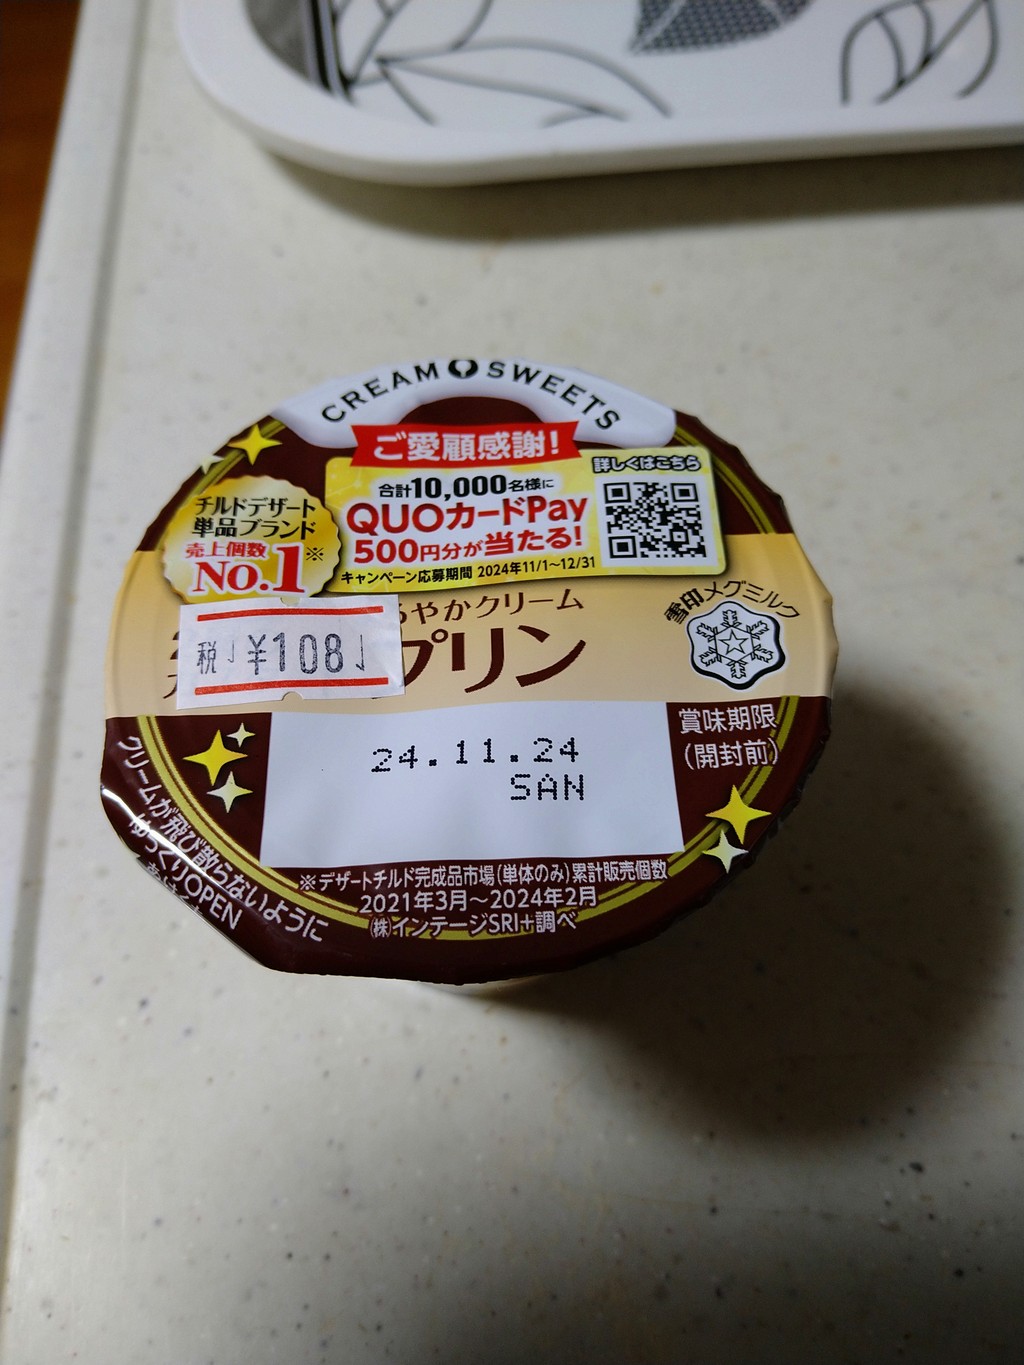 CREAM SWEETS
ご愛顧感謝!
詳しくはこちら
合計10,000名様に
QUOカードPay
500円分が当たる!
キャンペーン応募期間 2024年11/1~12/31
チルドデザート
単品ブランド
売上個数※
No.1
やかクリーム
プリン
税 ¥108
雪印メグミルク
賞味期限
(開封前)
24.11.24
SAN
クリームが飛び散らないように
ゆっくりOPEN
※デザートチルド完成品市場(単体のみ)累計販売個数
2021年3月~2024年2月
㈱インテージSRI+調べ